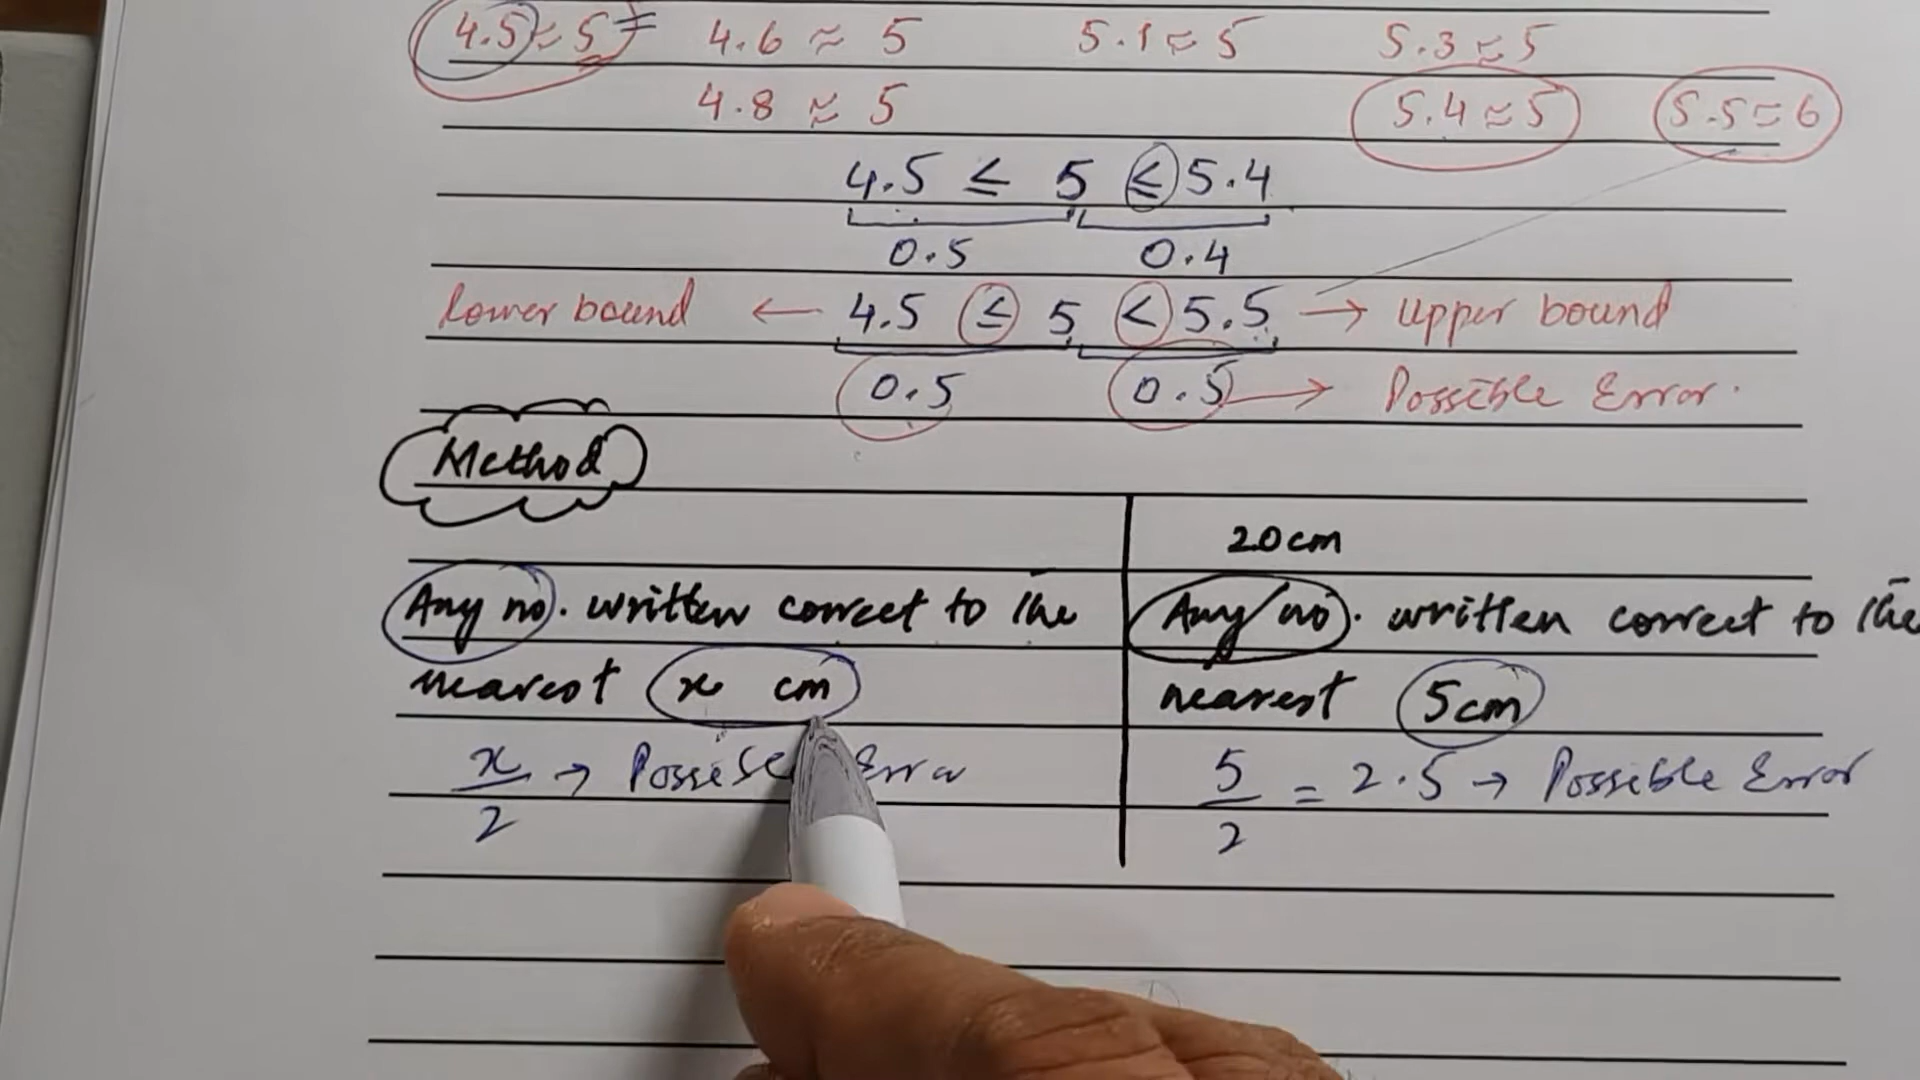 4.5 ≈ 5 4.6 ≈ 5 5.1 ≈ 5 5.3 ≈ 5
4.8 ≈ 5 5.4 ≈ 5 5.5 ≈ 6
4.5 ≤ 5 ≤ 5.4
0.5 0.4
Lower bound ← 4.5 ≤ 5 < 5.5 → upper bound
0.5 0.5 → Possible Error.
Method
20cm
Any no. written correct to the
nearest x cm
x/2 → Error
Any no. written correct to the
nearest 5cm
5/2 = 2.5 → Possible Error